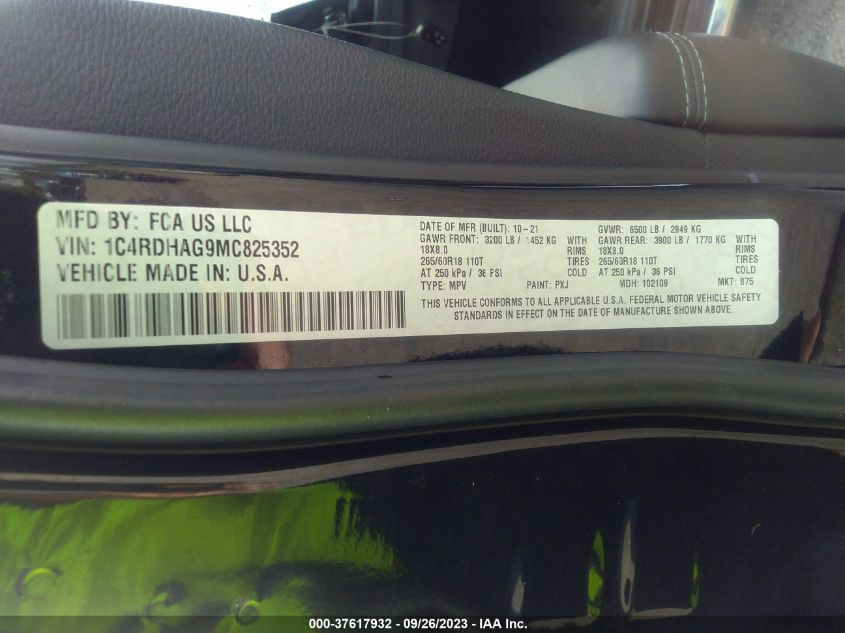 MFD BY: FCA US LLC
VIN: 1C4RDHAG9MC825352
VEHICLE MADE IN: U.S.A.
DATE OF MFR (BUILT): 10-21 GVWR: 6500 LB / 2949 KG
GAWR FRONT: 3200 LB / 1452 KG WITH GAWR REAR: 3900 LB / 1770 KG WITH
18X8.0 RIMS 18X8.0 RIMS
265/60R18 110T TIRES 265/60R18 110T TIRES
AT 250 kPa / 36 PSI COLD AT 250 kPa / 36 PSI COLD
TYPE: MPV PAINT: PXJ MDH: 102109 MKT: 875
THIS VEHICLE CONFORMS TO ALL APPLICABLE U.S.A. FEDERAL MOTOR VEHICLE SAFETY
STANDARDS IN EFFECT ON THE DATE OF MANUFACTURE SHOWN ABOVE.
000-37617932 - 09/26/2023 - IAA Inc.